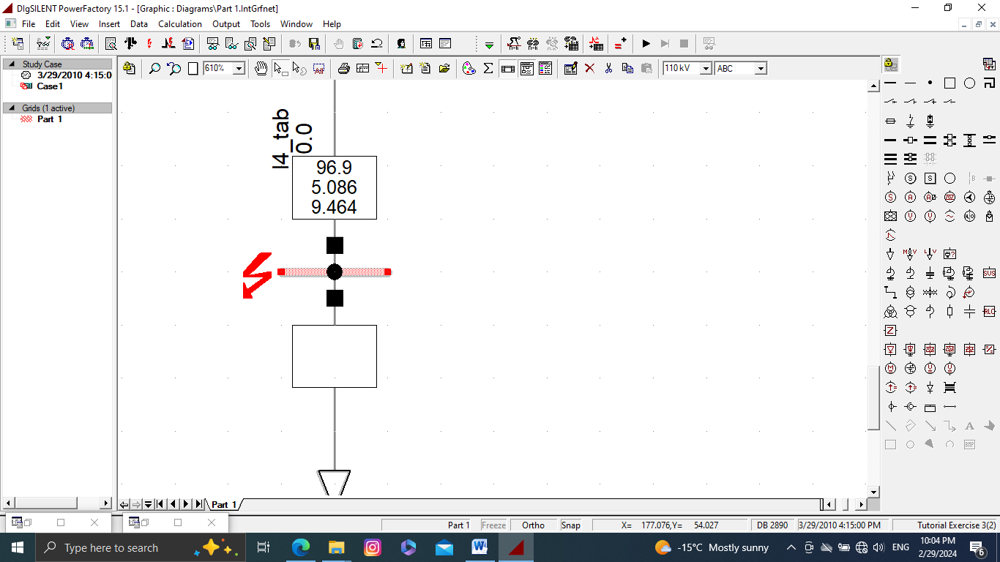 DIgSILENT PowerFactory 15.1 - [Graphic : Diagrams\Part 1.IntGrfnet]
File Edit View Insert Data Calculation Output Tools Window Help
Study Case
3/29/2010 4:15:0
Case1
Grids (1 active)
Part 1
610%
110 kV
ABC
l4_tab
0.0
96.9
5.086
9.464
SVS
RLC
BMP
Part 1
Part 1
Freeze
Ortho
Snap
X= 177.076,Y= 54.027
DB 2890
3/29/2010 4:15:00 PM
Tutorial Exercise 3(2)
Type here to search
-15°C Mostly sunny
ENG
10:04 PM
2/29/2024
6